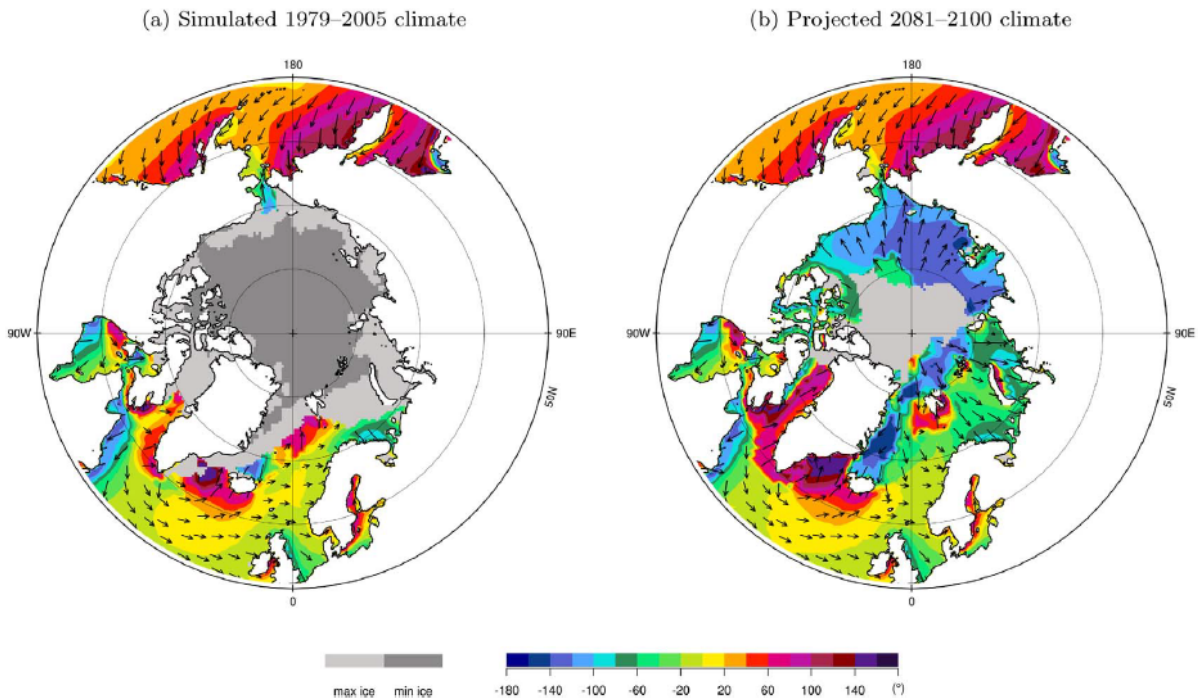 (a) Simulated 1979–2005 climate
(b) Projected 2081–2100 climate
180
180
90W
90E
90W
90E
50N
50N
0
0
max ice
min ice
-180
-140
-100
-60
-20
20
60
100
140
(°)